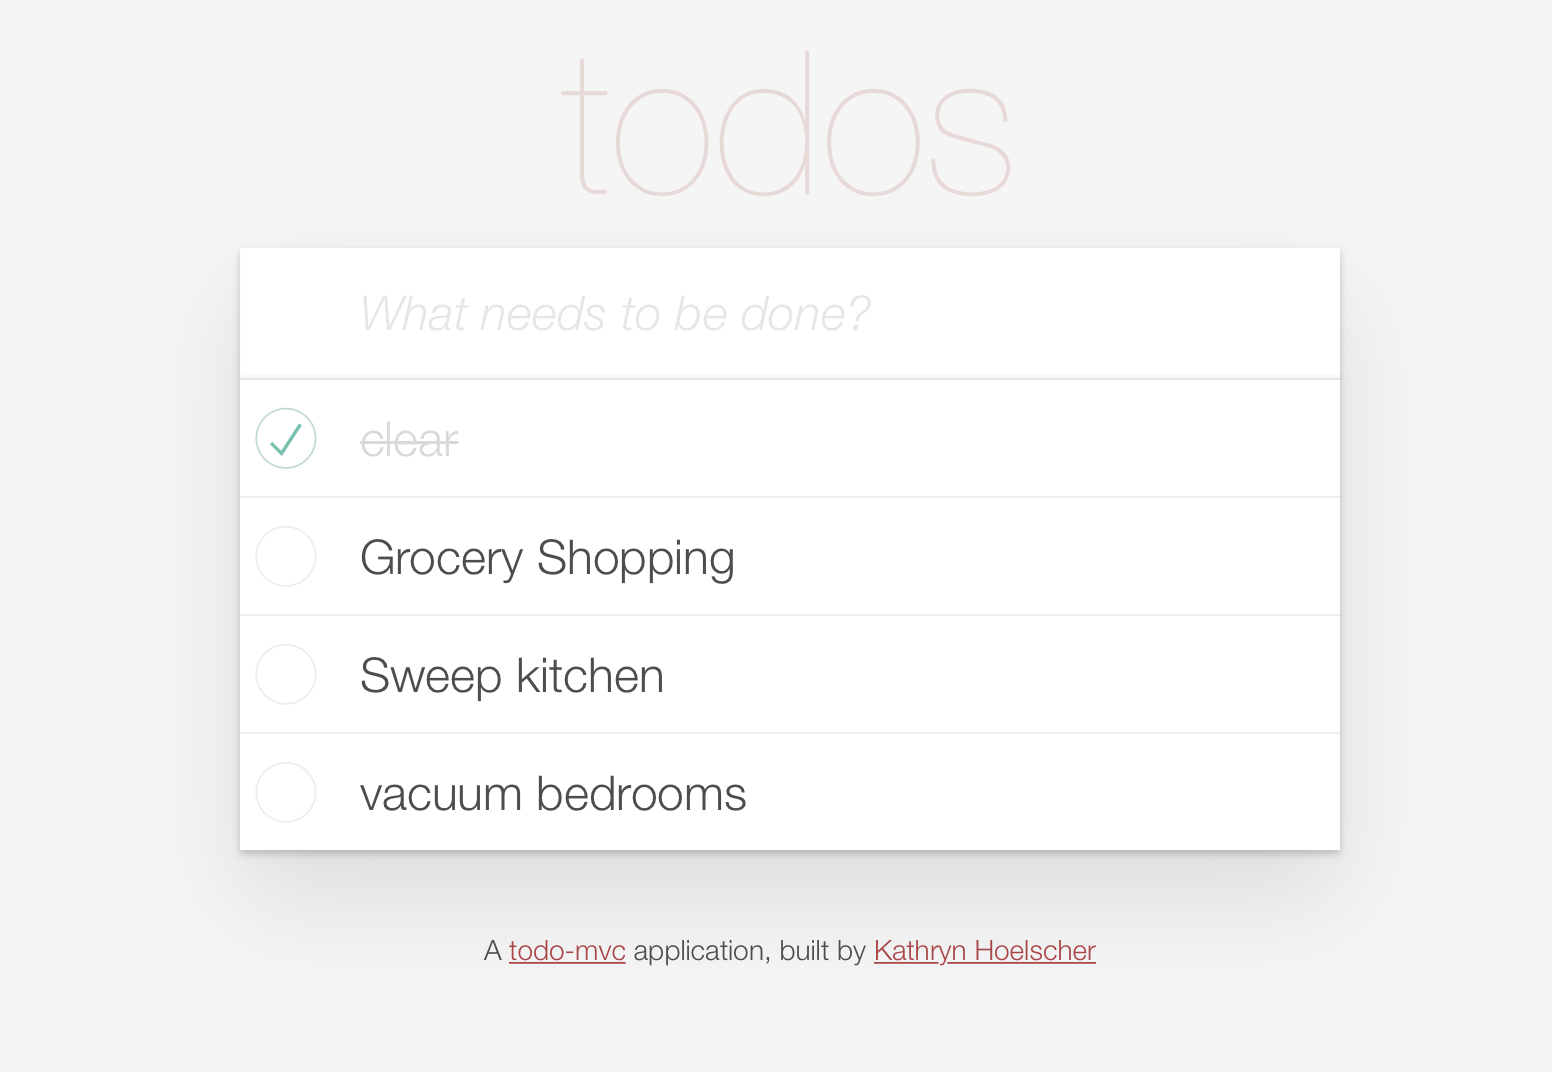 todos
What needs to be done?
clear
Grocery Shopping
Sweep kitchen
vacuum bedrooms
A todo-mvc application, built by Kathryn Hoelscher